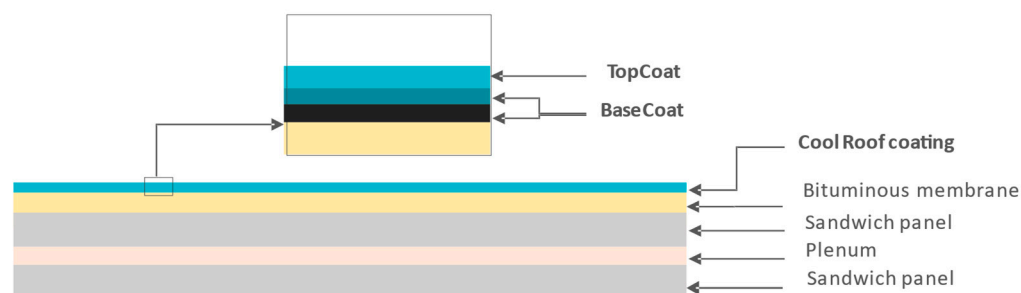 TopCoat
BaseCoat
Cool Roof coating
Bituminous membrane
Sandwich panel
Plenum
Sandwich panel